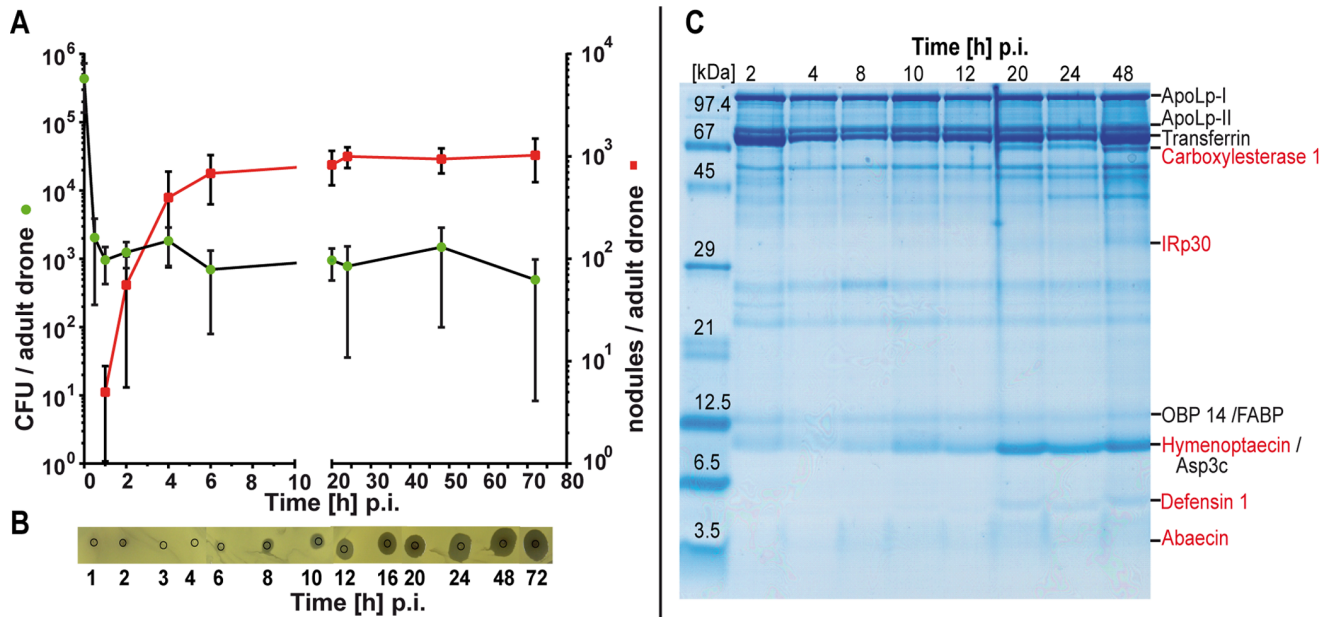 A
CFU / adult drone
10^6
10^5
10^4
10^3
10^2
10^1
10^0
10^4
10^3
10^2
10^1
10^0
nodules / adult drone
0 2 4 6 8 10 20 30 40 50 60 70 80
Time [h] p.i.
B
1 2 3 4 6 8 10 12 16 20 24 48 72
Time [h] p.i.
C
Time [h] p.i.
[kDa] 2 4 8 10 12 20 24 48
97.4
67
45
29
21
12.5
6.5
3.5
ApoLp-I
ApoLp-II
Transferrin
Carboxylesterase 1
IRp30
OBP 14 /FABP
Hymenoptaecin /
Asp3c
Defensin 1
Abaecin